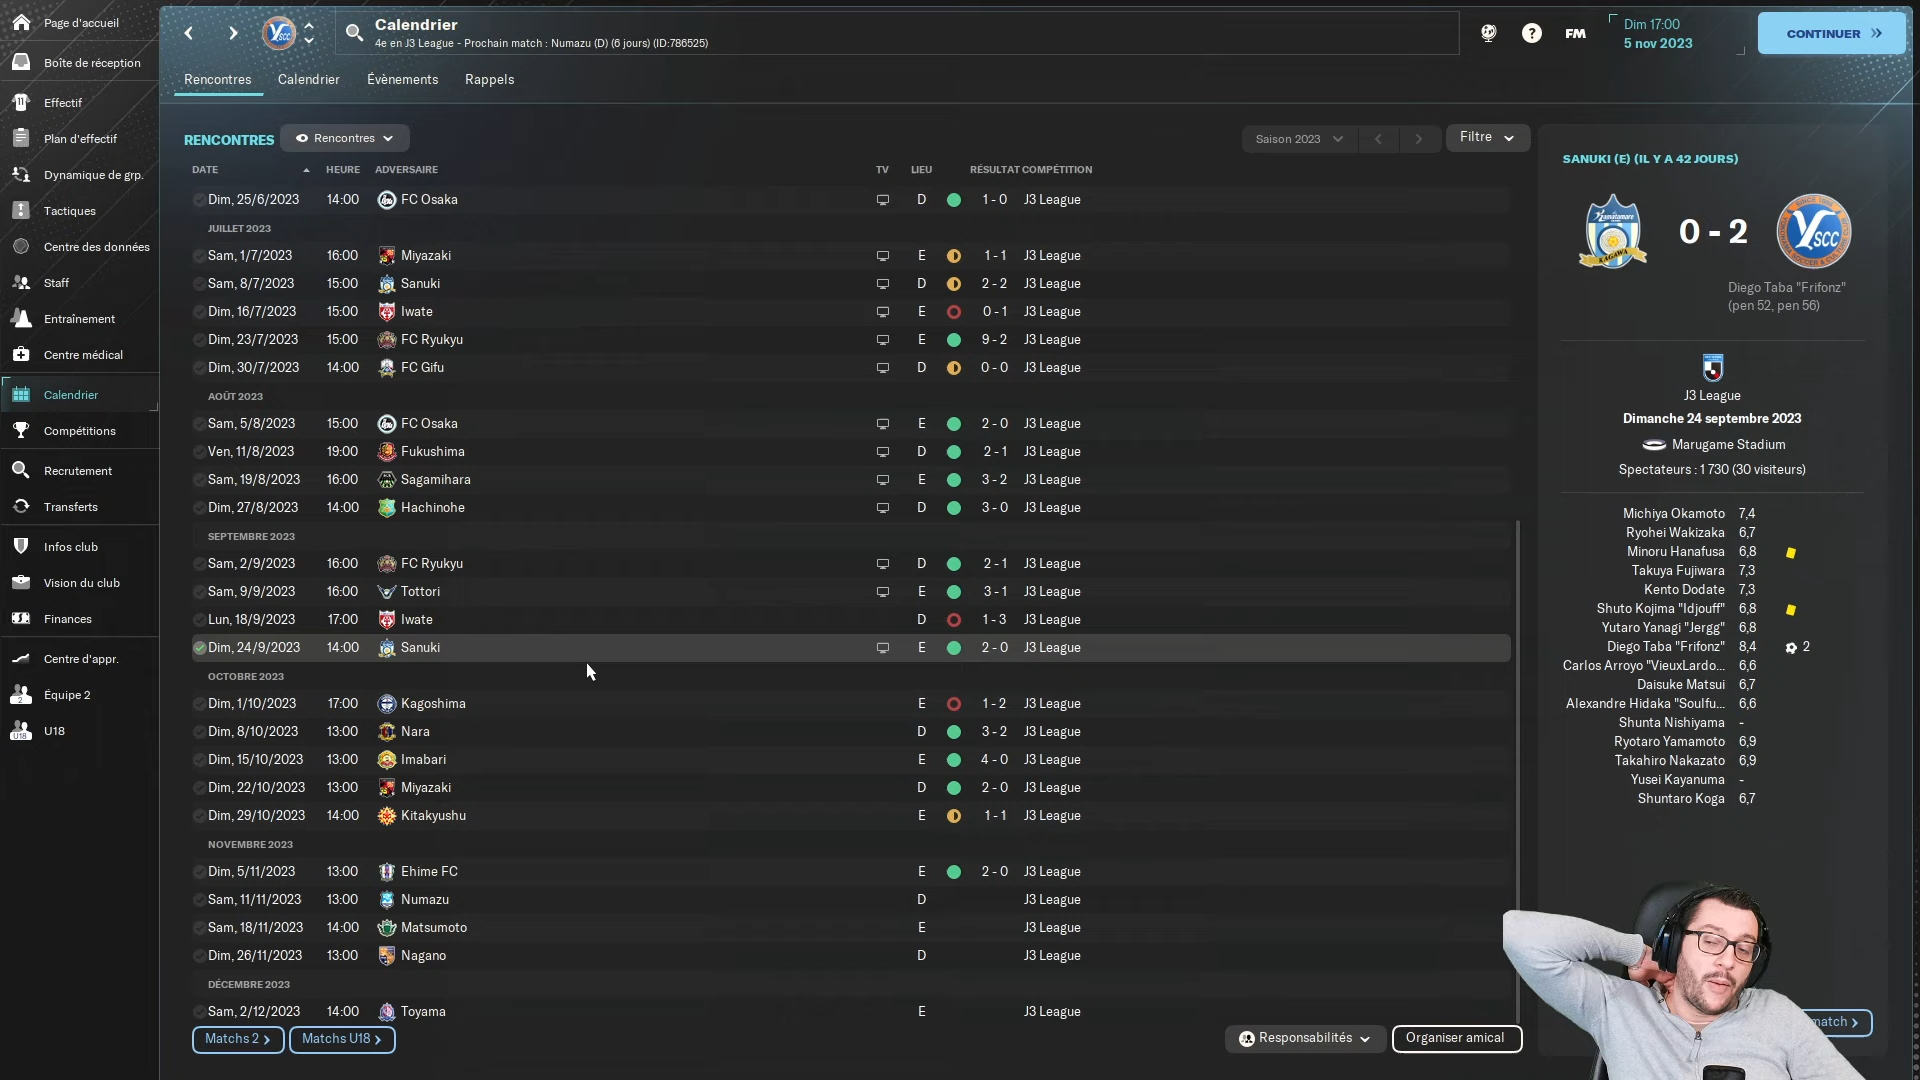 Page d'accueil
Boîte de réception
Effectif
Plan d'effectif
Dynamique de grp.
Tactiques
Centre des données
Staff
Entraînement
Centre médical
Calendrier
Compétitions
Recrutement
Transferts
Infos club
Vision du club
Finances
Centre d'appr.
Équipe 2
U18
Calendrier
4e en J3 League - Prochain match : Numazu (D) (6 jours) (ID:786525)
FM
Dim 17:00
5 nov 2023
CONTINUER
Rencontres Calendrier Évènements Rappels
RENCONTRES Rencontres
Saison 2023 Filtre
DATE HEURE ADVERSAIRE TV LIEU RÉSULTAT COMPÉTITION
Dim, 25/6/2023 14:00 FC Osaka D 1 - 0 J3 League
JUILLET 2023
Sam, 1/7/2023 16:00 Miyazaki E 1 - 1 J3 League
Sam, 8/7/2023 15:00 Sanuki D 2 - 2 J3 League
Dim, 16/7/2023 15:00 Iwate E 0 - 1 J3 League
Dim, 23/7/2023 15:00 FC Ryukyu E 9 - 2 J3 League
Dim, 30/7/2023 14:00 FC Gifu D 0 - 0 J3 League
AOÛT 2023
Sam, 5/8/2023 15:00 FC Osaka E 2 - 0 J3 League
Ven, 11/8/2023 19:00 Fukushima D 2 - 1 J3 League
Sam, 19/8/2023 16:00 Sagamihara E 3 - 2 J3 League
Dim, 27/8/2023 14:00 Hachinohe D 3 - 0 J3 League
SEPTEMBRE 2023
Sam, 2/9/2023 16:00 FC Ryukyu D 2 - 1 J3 League
Sam, 9/9/2023 16:00 Tottori E 3 - 1 J3 League
Lun, 18/9/2023 17:00 Iwate D 1 - 3 J3 League
Dim, 24/9/2023 14:00 Sanuki E 2 - 0 J3 League
OCTOBRE 2023
Dim, 1/10/2023 17:00 Kagoshima E 1 - 2 J3 League
Dim, 8/10/2023 13:00 Nara D 3 - 2 J3 League
Dim, 15/10/2023 13:00 Imabari E 4 - 0 J3 League
Dim, 22/10/2023 13:00 Miyazaki D 2 - 0 J3 League
Dim, 29/10/2023 14:00 Kitakyushu E 1 - 1 J3 League
NOVEMBRE 2023
Dim, 5/11/2023 13:00 Ehime FC E 2 - 0 J3 League
Sam, 11/11/2023 13:00 Numazu D J3 League
Sam, 18/11/2023 14:00 Matsumoto E J3 League
Dim, 26/11/2023 13:00 Nagano D J3 League
DÉCEMBRE 2023
Sam, 2/12/2023 14:00 Toyama E J3 League
Matchs 2 Matchs U18 Responsabilités Organiser amical
SANUKI (E) (IL Y A 42 JOURS)
0 - 2
Diego Taba "Frifonz"
(pen 52, pen 56)
J3 League
Dimanche 24 septembre 2023
Marugame Stadium
Spectateurs : 1 730 (30 visiteurs)
Michiya Okamoto 7,4
Ryohei Wakizaka 6,7
Minoru Hanafusa 6,8
Takuya Fujiwara 7,3
Kento Dodate 7,3
Shuto Kojima "Idjouff" 6,8
Yutaro Yanagi "Jergg" 6,8
Diego Taba "Frifonz" 8,4 2
Carlos Arroyo "VieuxLardo... 6,6
Daisuke Matsui 6,7
Alexandre Hidaka "Soulfu... 6,6
Shunta Nishiyama -
Ryotaro Yamamoto 6,9
Takahiro Nakazato 6,9
Yusei Kayanuma -
Shuntaro Koga 6,7
match